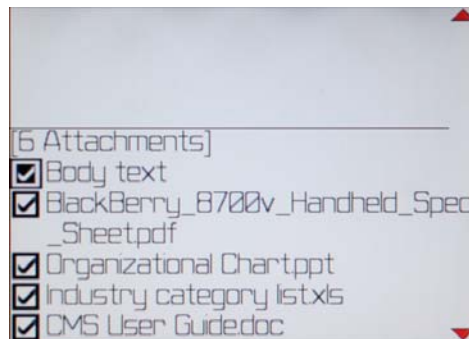 [6 Attachments]
Body text
BlackBerry_8700v_Handheld_Spec
_Sheet.pdf
Organizational Chart.ppt
Industry category list.xls
CMS User Guide.doc